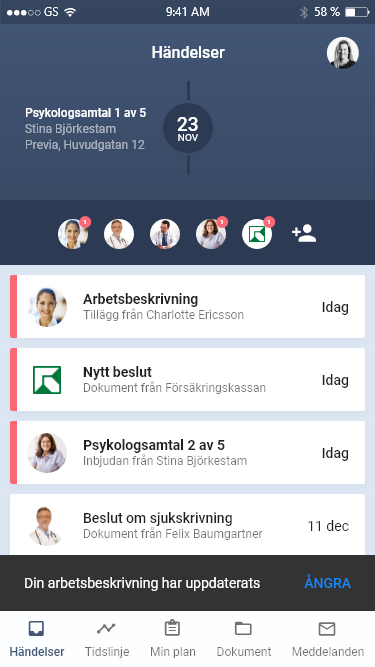 GS 9:41 AM 58 %
Händelser
Psykologsamtal 1 av 5
Stina Björkestam
Previa, Huvudgatan 12
23
NOV
1 1 1
Arbetsbeskrivning
Tillägg från Charlotte Ericsson
Idag
Nytt beslut
Dokument från Försäkringskassan
Idag
Psykologsamtal 2 av 5
Inbjudan från Stina Björkestam
Idag
Beslut om sjukskrivning
Dokument från Felix Baumgartner
11 dec
Din arbetsbeskrivning har uppdaterats ÅNGRA
Händelser Tidslinje Min plan Dokument Meddelanden